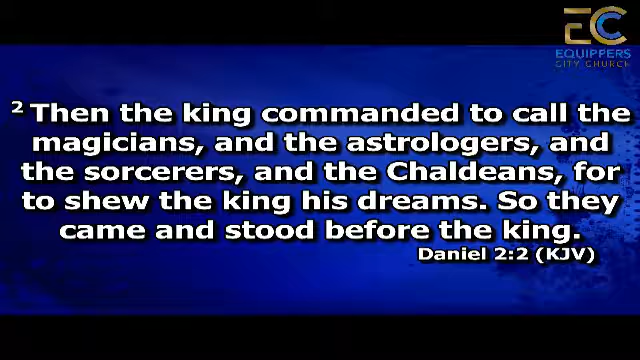 EC
EQUIPPERS
CITY CHURCH
2 Then the king commanded to call the
magicians, and the astrologers, and
the sorcerers, and the Chaldeans, for
to shew the king his dreams. So they
came and stood before the king.
Daniel 2:2 (KJV)